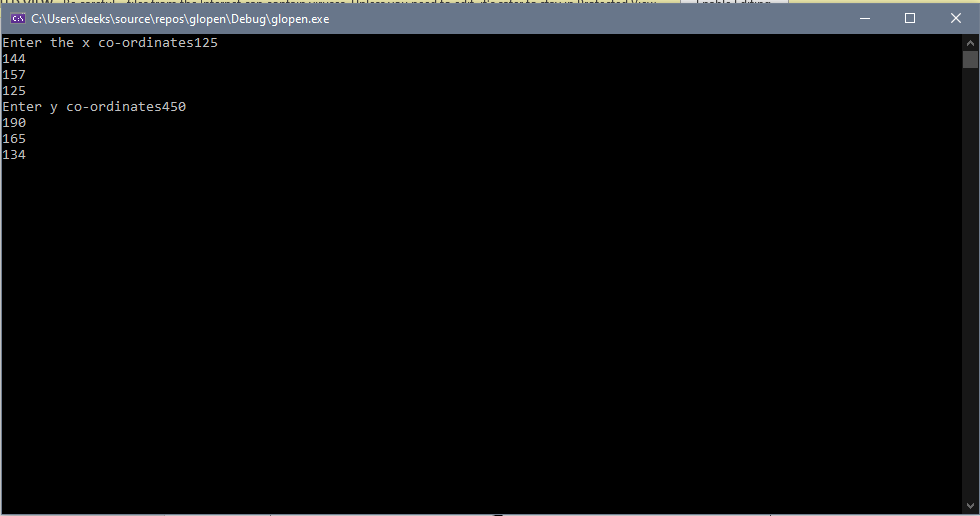 C:\Users\deeks\source\repos\glopen\Debug\glopen.exe
Enter the x co-ordinates125
144
157
125
Enter y co-ordinates450
190
165
134